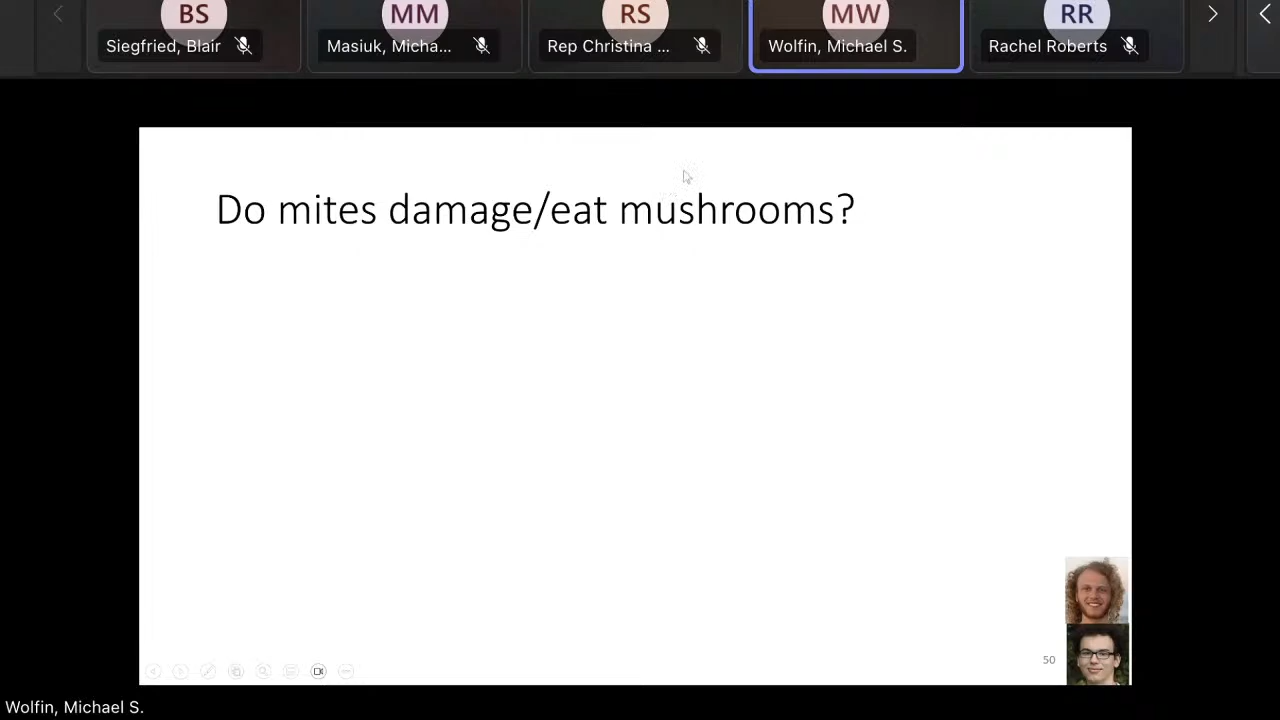 BS
MM
RS
MW
RR
Siegfried, Blair
Masiuk, Micha...
Rep Christina ...
Wolfin, Michael S.
Rachel Roberts
Do mites damage/eat mushrooms?
50
Wolfin, Michael S.